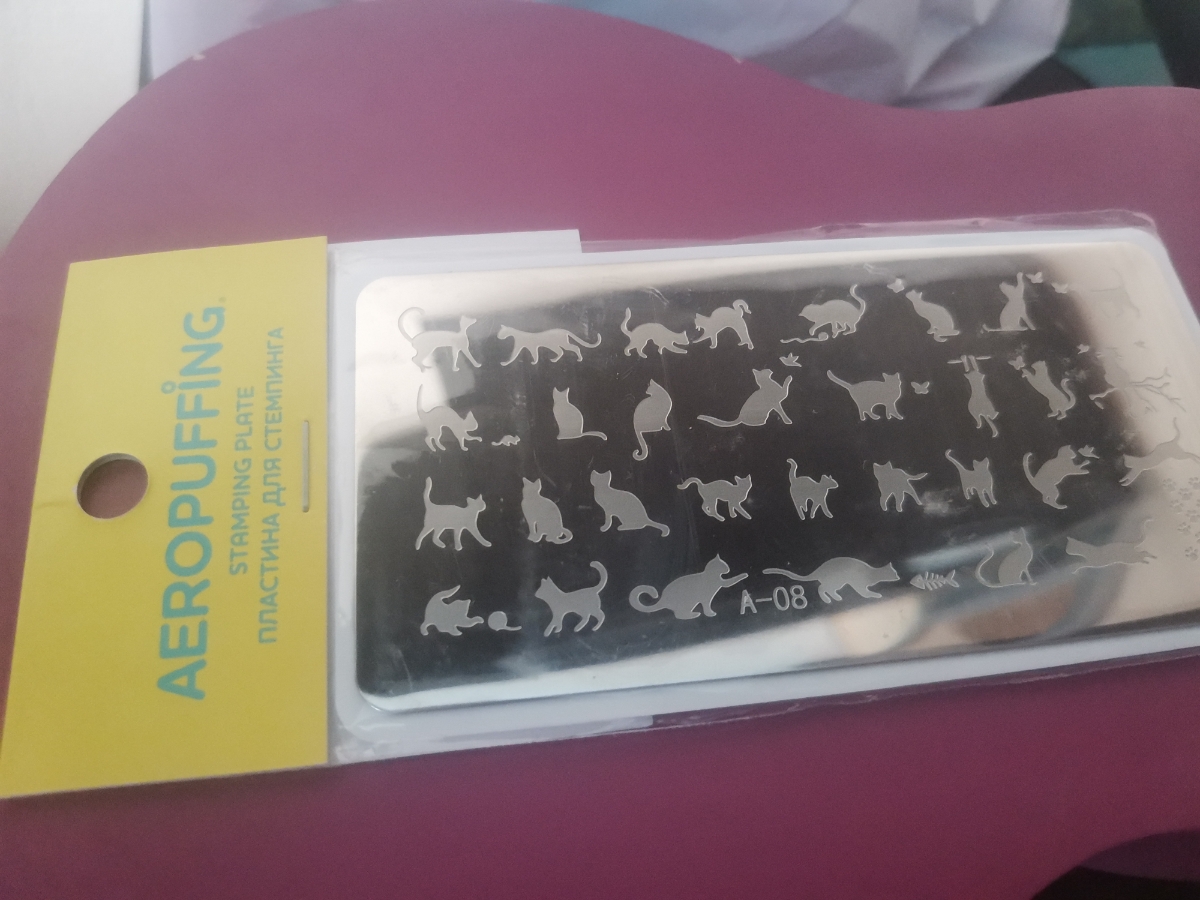 AEROPUFFING
STAMPING PLATE
ПЛАСТИНА ДЛЯ СТЕМПИНГА
A-08